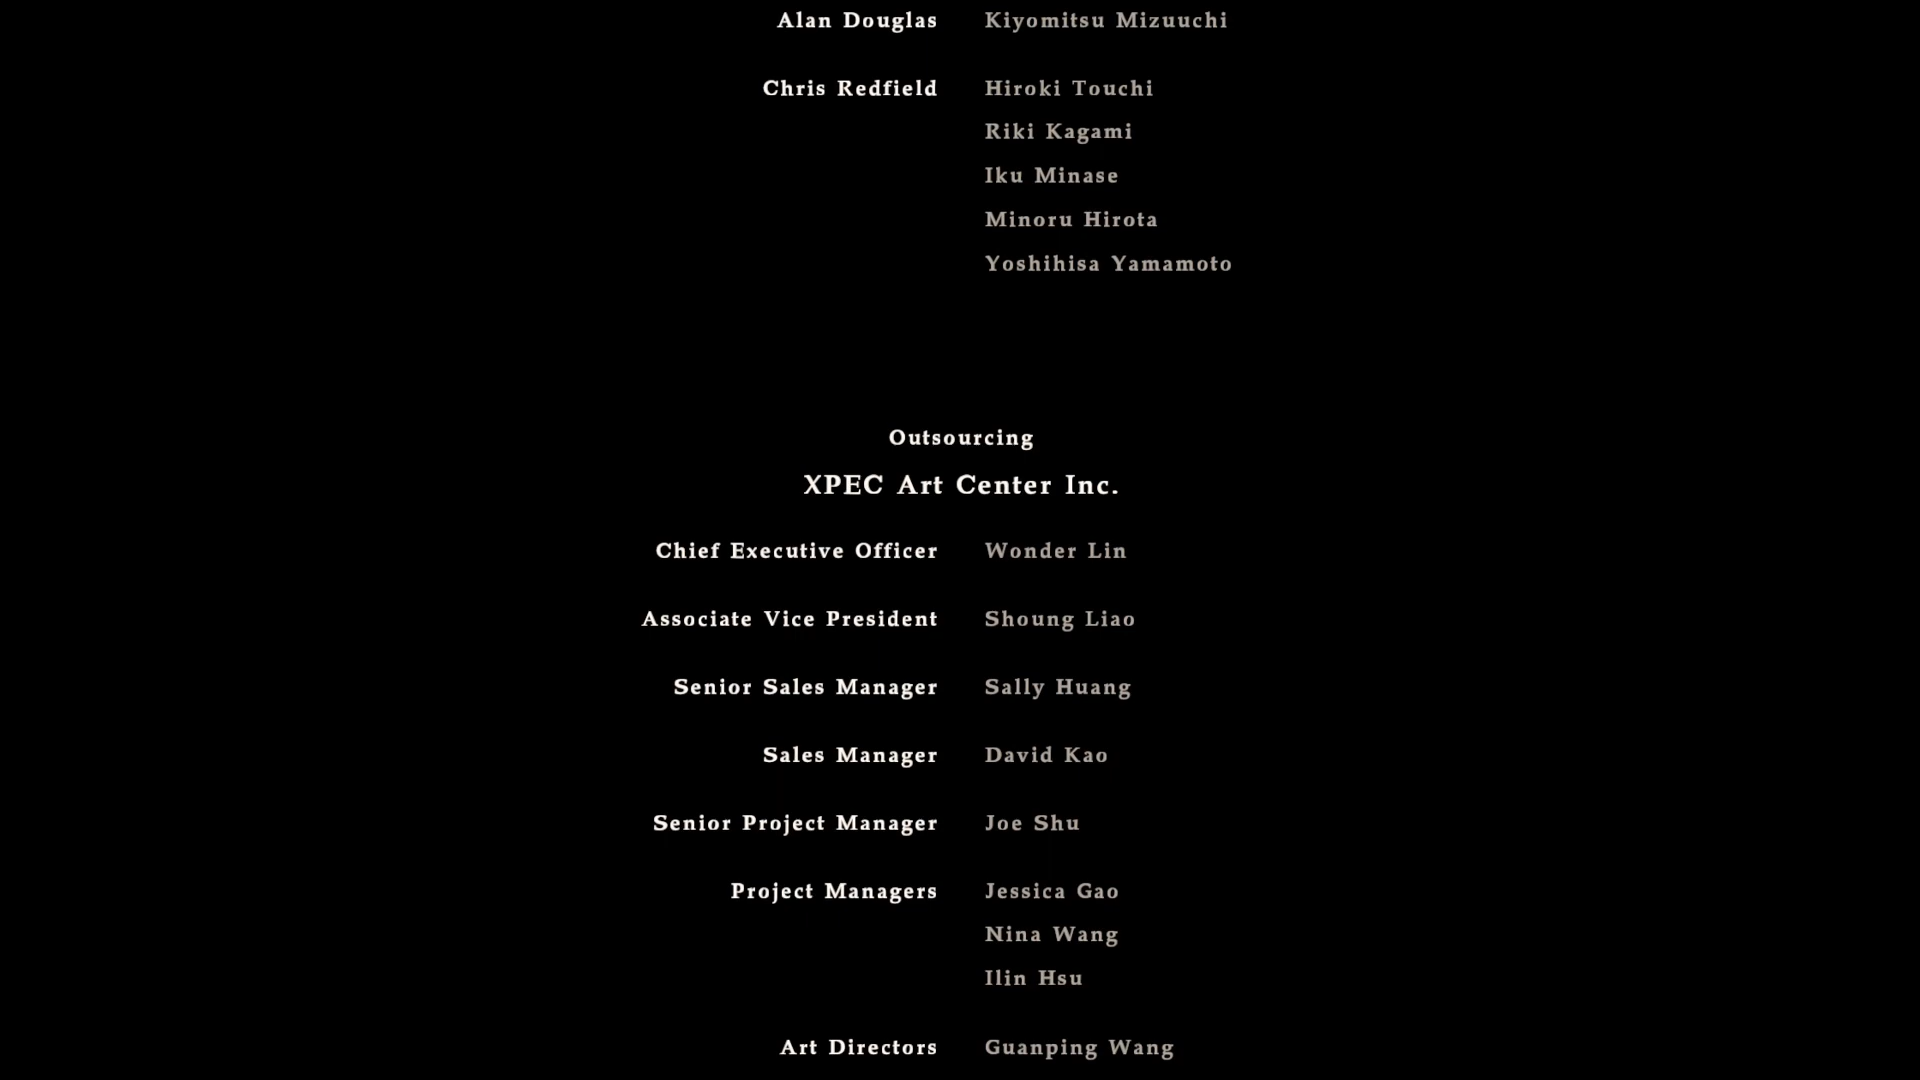 Alan Douglas Kiyomitsu Mizuuchi
Chris Redfield Hiroki Touchi
Riki Kagami
Iku Minase
Minoru Hirota
Yoshihisa Yamamoto
Outsourcing
XPEC Art Center Inc.
Chief Executive Officer Wonder Lin
Associate Vice President Shoung Liao
Senior Sales Manager Sally Huang
Sales Manager David Kao
Senior Project Manager Joe Shu
Project Managers Jessica Gao
Nina Wang
Ilin Hsu
Art Directors Guanping Wang